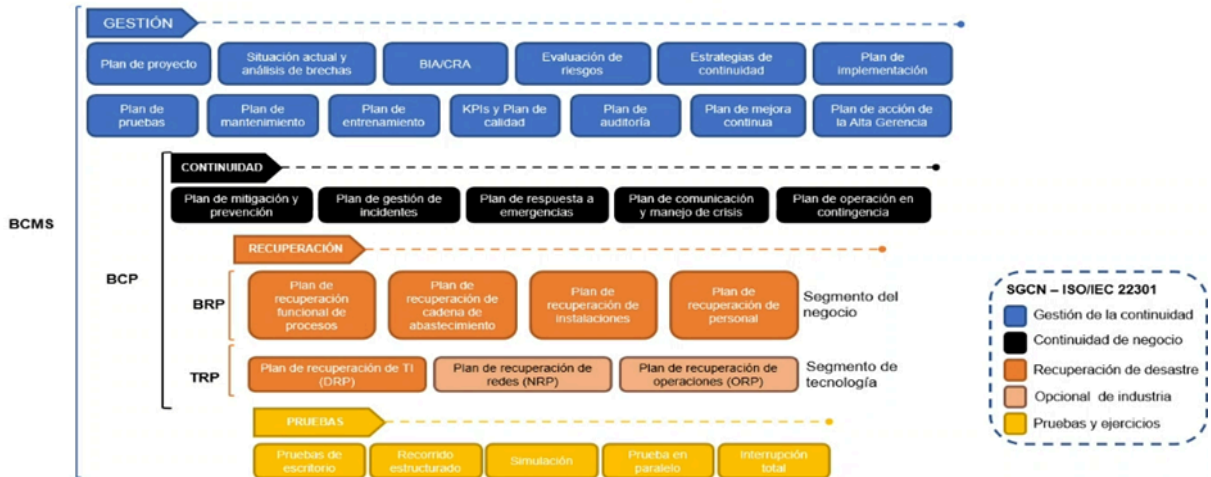 GESTIÓN
Plan de proyecto
Situación actual y
análisis de brechas
BIA/CRA
Evaluación de
riesgos
Estrategias de
continuidad
Plan de
implementación
Plan de
pruebas
Plan de
mantenimiento
Plan de
entrenamiento
KPIs y Plan de
calidad
Plan de
auditoría
Plan de mejora
continua
Plan de acción de
la Alta Gerencia
CONTINUIDAD
Plan de mitigación y
prevención
Plan de gestión de
incidentes
Plan de respuesta a
emergencias
Plan de comunicación
y manejo de crisis
Plan de operación en
contingencia
BCMS
RECUPERACIÓN
BCP
BRP
Plan de
recuperación
funcional de
procesos
Plan de
recuperación de
cadena de
abastecimiento
Plan de
recuperación de
instalaciones
Plan de
recuperación de
personal
Segmento del
negocio
TRP
Plan de recuperación de TI
(DRP)
Plan de recuperación de
redes (NRP)
Plan de recuperación de
operaciones (ORP)
Segmento de
tecnología
PRUEBAS
Pruebas de
escritorio
Recorrido
estructurado
Simulación
Prueba en
paralelo
Interrupción
total
SGCN – ISO/IEC 22301
Gestión de la continuidad
Continuidad de negocio
Recuperación de desastre
Opcional de industria
Pruebas y ejercicios